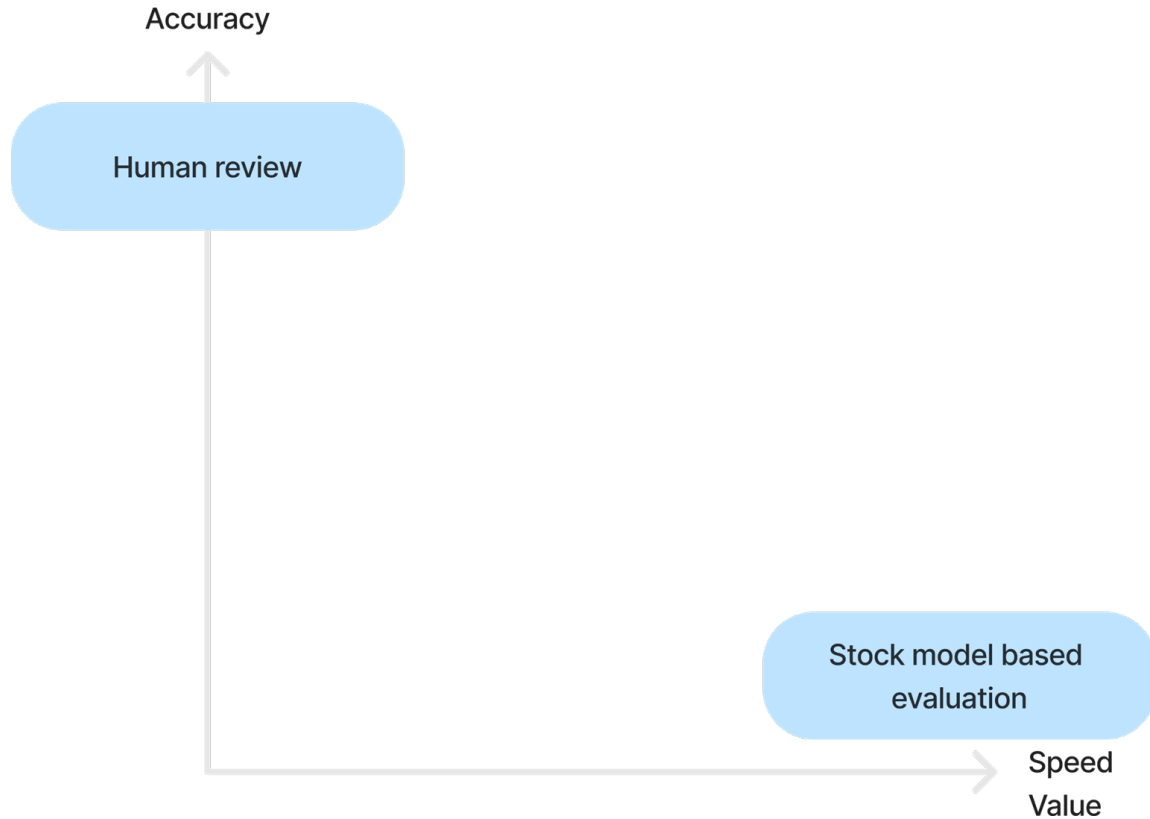 Accuracy
Human review
Stock model based
evaluation
Speed
Value